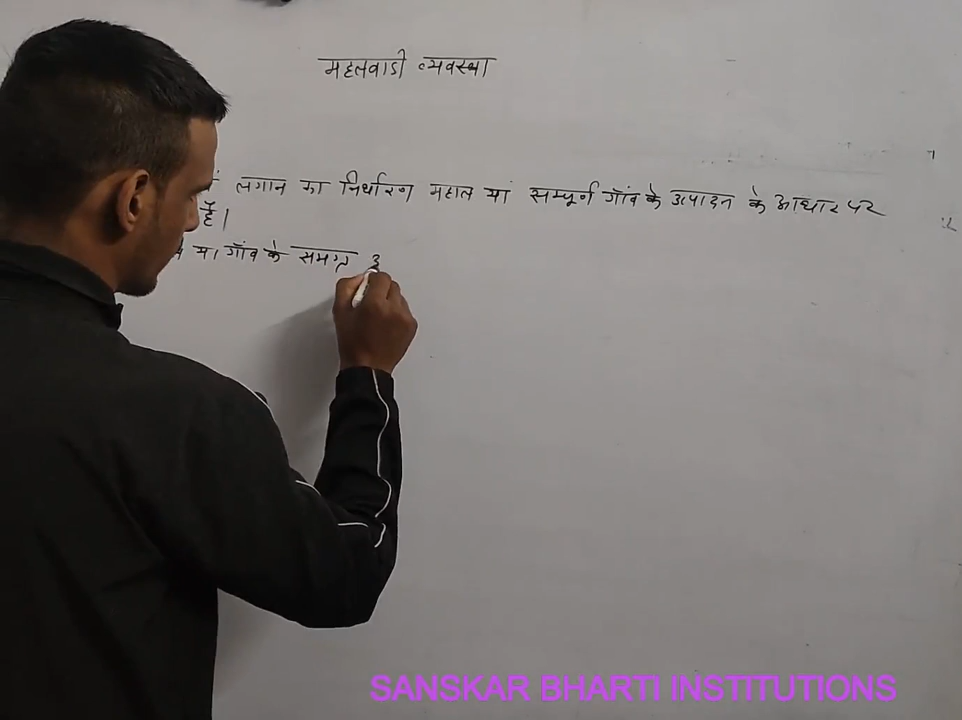 महलवाडी व्यवस्था
लगान का निर्धारण महाल यां सम्पूर्ण गाँव के उत्पादन के आधार पर
है।
या गाँव के समग्र
SANSKAR BHARTI INSTITUTIONS